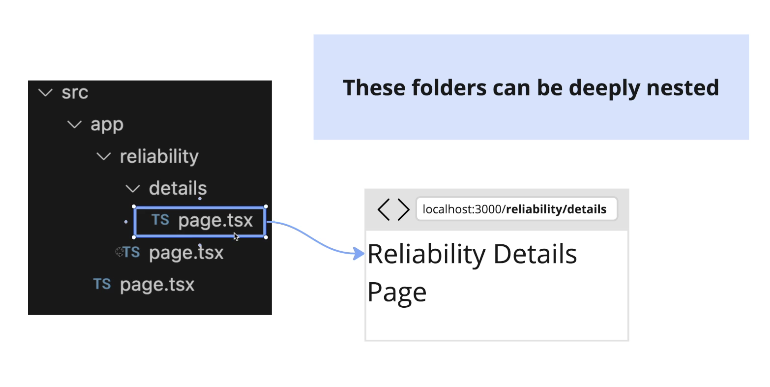 These folders can be deeply nested
src
app
reliability
details
TS page.tsx
TS page.tsx
TS page.tsx
localhost:3000/reliability/details
Reliability Details
Page